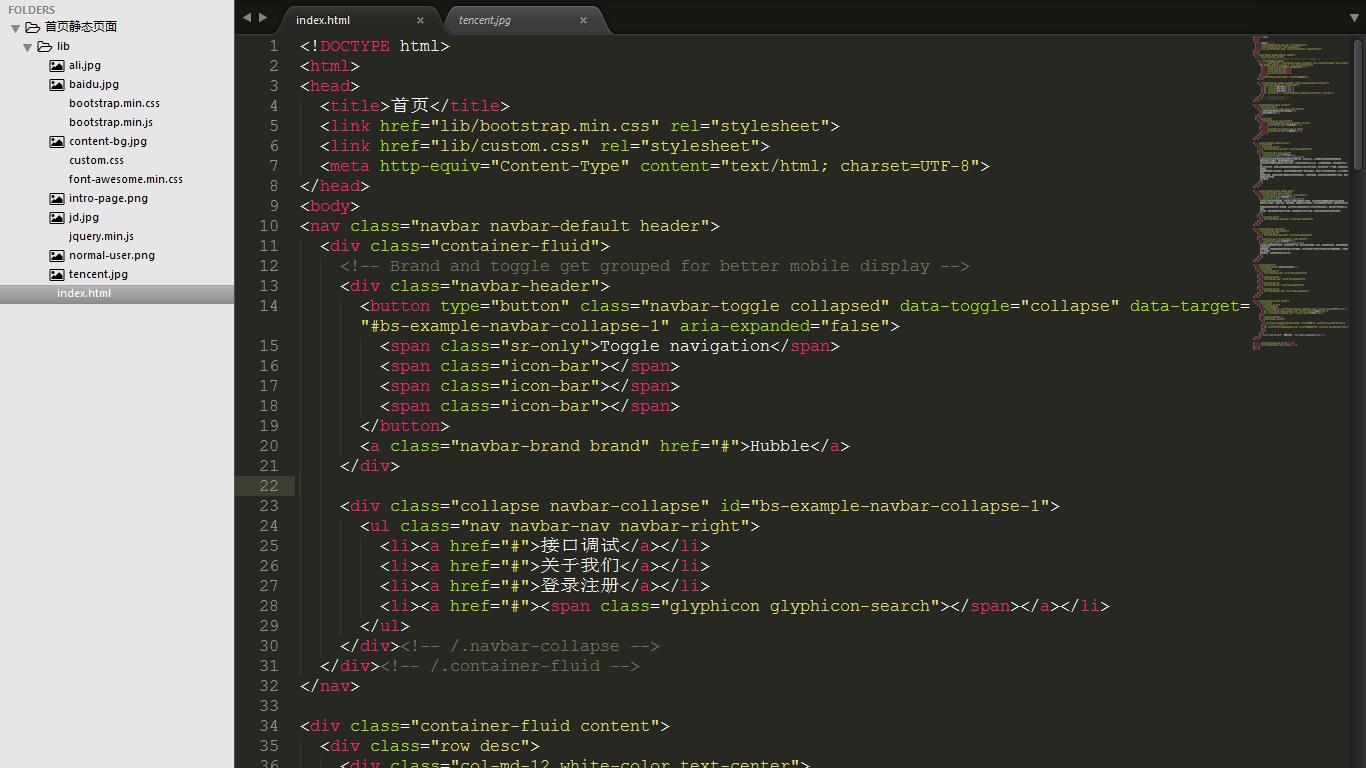 FOLDERS
首页静态页面
lib
ali.jpg
baidu.jpg
bootstrap.min.css
bootstrap.min.js
content-bg.jpg
custom.css
font-awesome.min.css
intro-page.png
jd.jpg
jquery.min.js
normal-user.png
tencent.jpg
index.html
index.html × tencent.jpg ×
1 <!DOCTYPE html>
2 <html>
3 <head>
4 <title>首页</title>
5 <link href="lib/bootstrap.min.css" rel="stylesheet">
6 <link href="lib/custom.css" rel="stylesheet">
7 <meta http-equiv="Content-Type" content="text/html; charset=UTF-8">
8 </head>
9 <body>
10 <nav class="navbar navbar-default header">
11 <div class="container-fluid">
12 <!-- Brand and toggle get grouped for better mobile display -->
13 <div class="navbar-header">
14 <button type="button" class="navbar-toggle collapsed" data-toggle="collapse" data-target=
"#bs-example-navbar-collapse-1" aria-expanded="false">
15 <span class="sr-only">Toggle navigation</span>
16 <span class="icon-bar"></span>
17 <span class="icon-bar"></span>
18 <span class="icon-bar"></span>
19 </button>
20 <a class="navbar-brand brand" href="#">Hubble</a>
21 </div>
22
23 <div class="collapse navbar-collapse" id="bs-example-navbar-collapse-1">
24 <ul class="nav navbar-nav navbar-right">
25 <li><a href="#">接口调试</a></li>
26 <li><a href="#">关于我们</a></li>
27 <li><a href="#">登录注册</a></li>
28 <li><a href="#"><span class="glyphicon glyphicon-search"></span></a></li>
29 </ul>
30 </div><!-- /.navbar-collapse -->
31 </div><!-- /.container-fluid -->
32 </nav>
33
34 <div class="container-fluid content">
35 <div class="row desc">
36 <div class="col-md-12 white-color text-center">